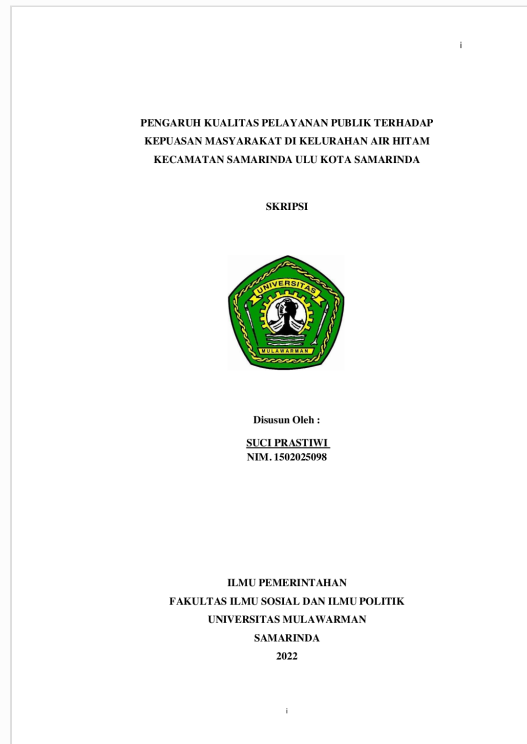 i
PENGARUH KUALITAS PELAYANAN PUBLIK TERHADAP
KEPUASAN MASYARAKAT DI KELURAHAN AIR HITAM
KECAMATAN SAMARINDA ULU KOTA SAMARINDA
SKRIPSI
UNIVERSITAS
MULAWARMAN
Disusun Oleh :
SUCI PRASTIWI
NIM. 1502025098
ILMU PEMERINTAHAN
FAKULTAS ILMU SOSIAL DAN ILMU POLITIK
UNIVERSITAS MULAWARMAN
SAMARINDA
2022
i